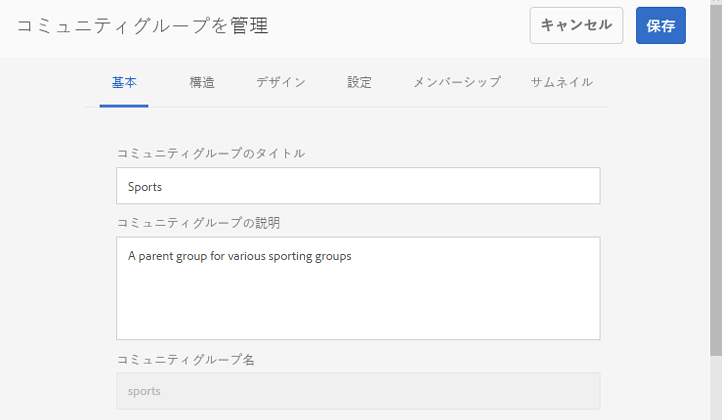 コミュニティグループを管理
キャンセル
保存
基本
構造
デザイン
設定
メンバーシップ
サムネイル
コミュニティグループのタイトル
Sports
コミュニティグループの説明
A parent group for various sporting groups
コミュニティグループ名
sports